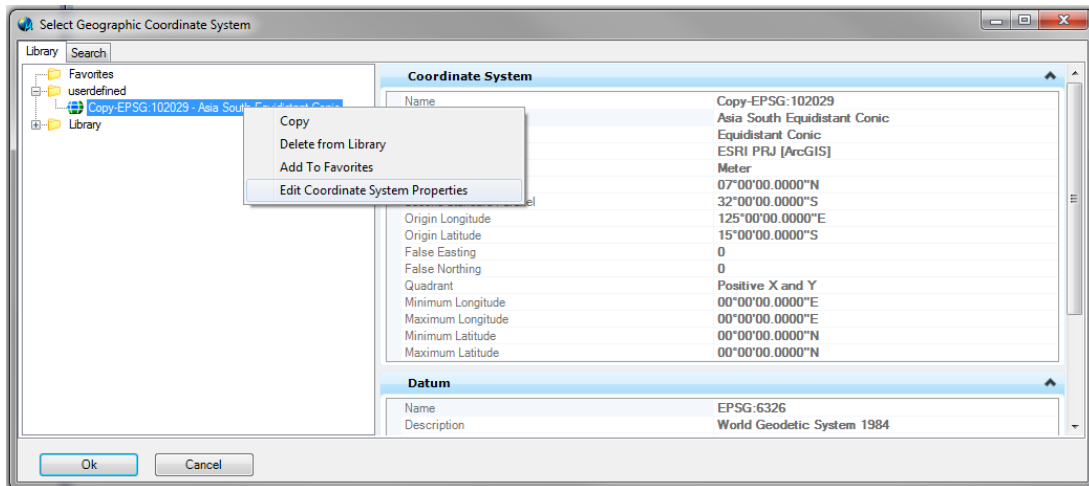 Select Geographic Coordinate System
Library Search
Favorites
userdefined
Copy-EPSG:102029 - Asia South Equidistant Conic
Library
Copy
Delete from Library
Add To Favorites
Edit Coordinate System Properties
Coordinate System
Name Copy-EPSG:102029
Asia South Equidistant Conic
Equidistant Conic
ESRI PRJ [ArcGIS]
Meter
07°00'00.0000"N
32°00'00.0000"S
Origin Longitude 125°00'00.0000"E
Origin Latitude 15°00'00.0000"S
False Easting 0
False Northing 0
Quadrant Positive X and Y
Minimum Longitude 00°00'00.0000"E
Maximum Longitude 00°00'00.0000"E
Minimum Latitude 00°00'00.0000"N
Maximum Latitude 00°00'00.0000"N
Datum
Name EPSG:6326
Description World Geodetic System 1984
Ok Cancel